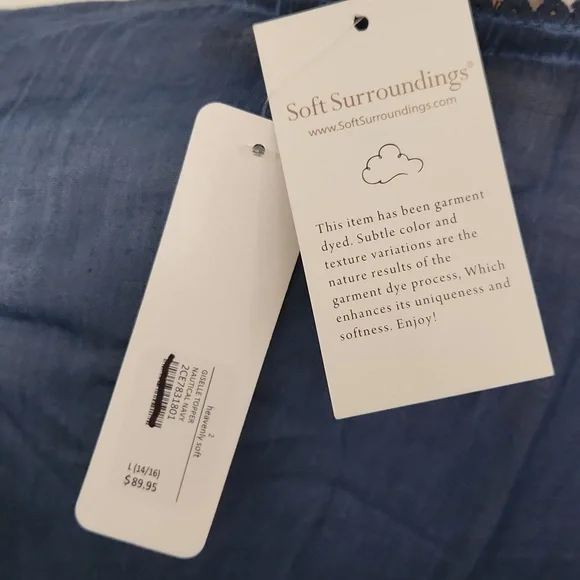 Soft Surroundings®
www.SoftSurroundings.com
This item has been garment
dyed. Subtle color and
texture variations are the
nature results of the
garment dye process, Which
enhances its uniqueness and
softness. Enjoy!
2
heavenly soft
GISELLE TOPPER
NAUTICAL NAVY
2CE7831801
L (14/16)
$89.95